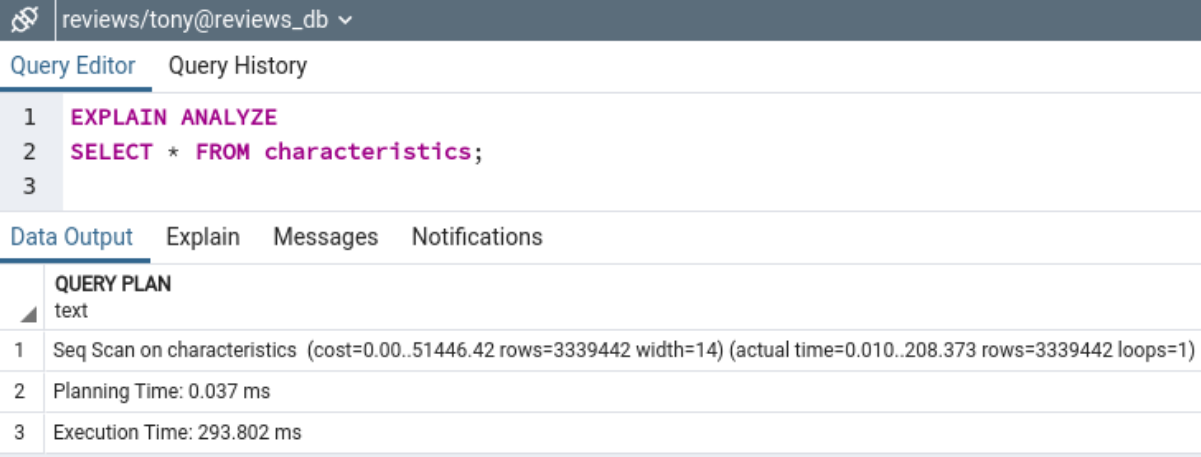 reviews/tony@reviews_db
Query Editor Query History
1 EXPLAIN ANALYZE
2 SELECT * FROM characteristics;
3
Data Output Explain Messages Notifications
QUERY PLAN
text
1 Seq Scan on characteristics (cost=0.00..51446.42 rows=3339442 width=14) (actual time=0.010..208.373 rows=3339442 loops=1)
2 Planning Time: 0.037 ms
3 Execution Time: 293.802 ms